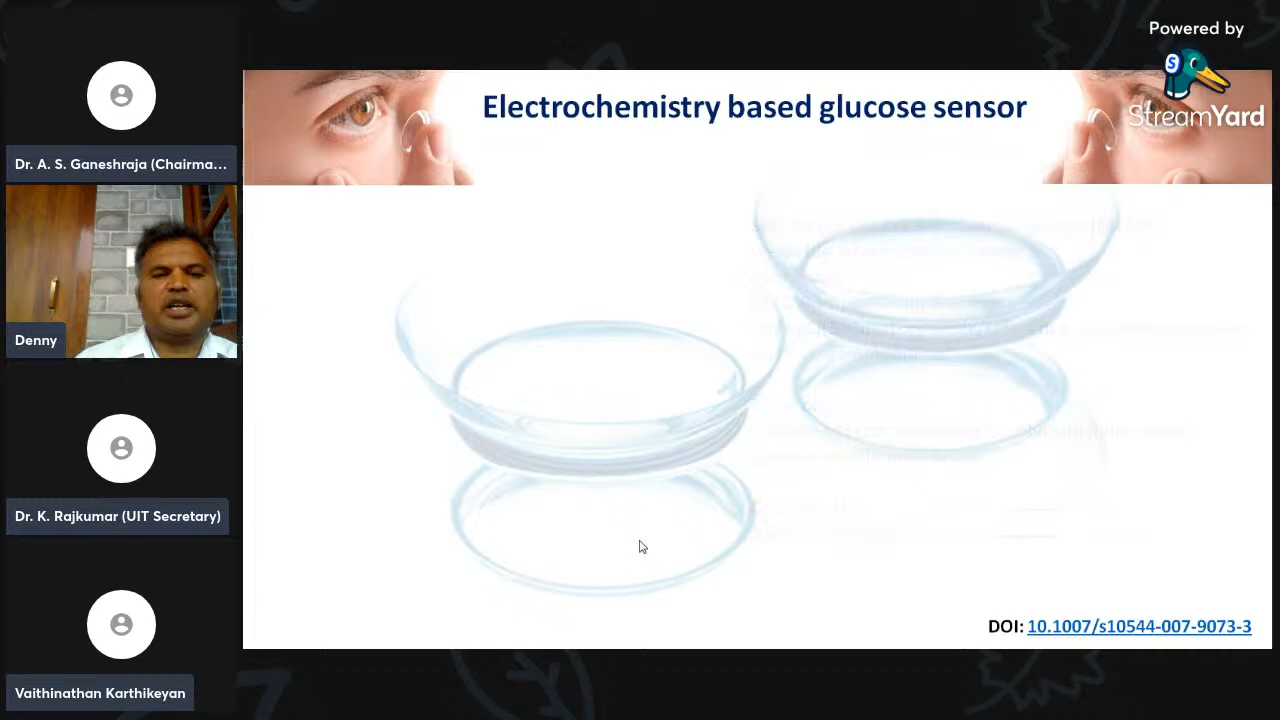 Powered by
StreamYard
Dr. A. S. Ganeshraja (Chairma...
Denny
Dr. K. Rajkumar (UIT Secretary)
Vaithinathan Karthikeyan
Electrochemistry based glucose sensor
DOI: 10.1007/s10544-007-9073-3